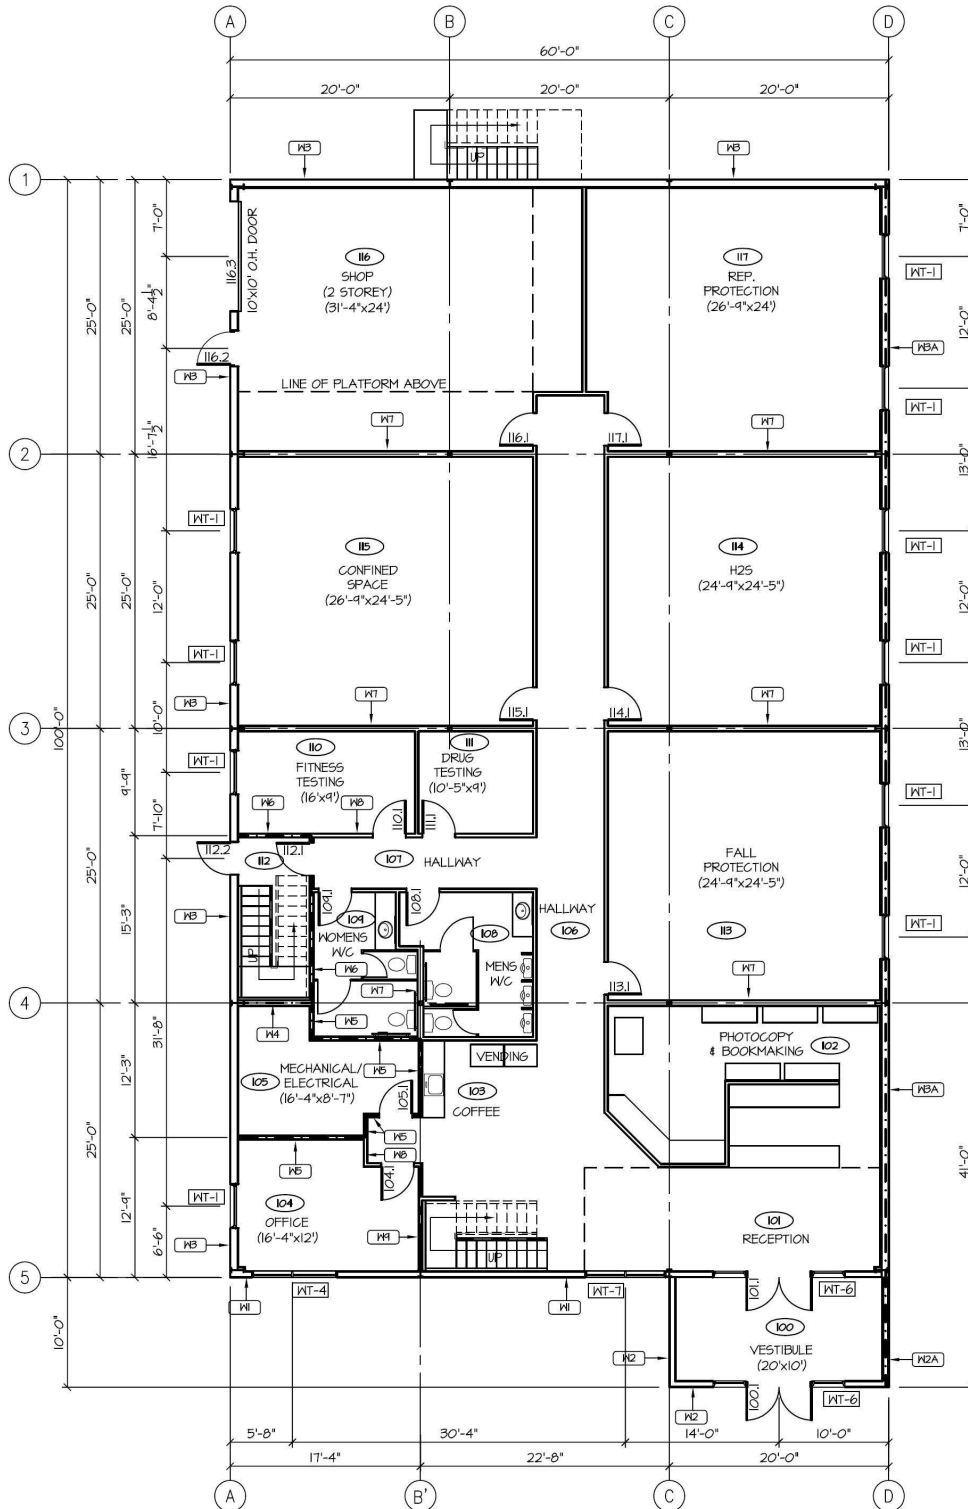 A B C D
60'-0"
20'-0" 20'-0" 20'-0"
W3 W3
UP
1
7'-0" 7'-0"
116.3
10'x10' O.H. DOOR
116
SHOP
(2 STOREY)
(31'-4"x24')
117
REP.
PROTECTION
(26'-9"x24')
WT-1
25'-0" 25'-0" 8'-4½" 12'-0"
116.2
W3
W3A
LINE OF PLATFORM ABOVE
WT-1
W7 W7
16'-7½"
116.1 117.1
2
13'-0"
WT-1 WT-1
115
CONFINED
SPACE
(26'-9"x24'-5")
114
H2S
(24'-9"x24'-5")
25'-0" 25'-0" 12'-0" 12'-0"
WT-1 WT-1
W3
W7 W7
115.1 114.1
10'-0"
3
100'-0"
13'-0"
110
FITNESS
TESTING
(16'x9')
111
DRUG
TESTING
(10'-5"x9')
WT-1 WT-1
9'-9"
W6 W8
110.1 111.1
7'-10"
112.2 112 112.1
107 HALLWAY
FALL
PROTECTION
(24'-9"x24'-5")
113
25'-0" 12'-0"
109.1 108.1
W3
15'-3"
109
WOMENS
W/C
108
MENS
W/C
HALLWAY
106
WT-1
UP
W6
W7
W7
113.1
4
W4 W5
W5
31'-8"
VENDING
PHOTOCOPY
& BOOKMAKING
102
105
MECHANICAL/
ELECTRICAL
(16'-4"x8'-7")
12'-3"
105.1
103
COFFEE
W3A
W5
W8
W5
25'-0"
104.1
41'-0"
WT-1
104
OFFICE
(16'-4"x12')
12'-9"
6'-6"
W3
W9
UP
101
RECEPTION
5
WT-4 WT-7 WT-6
W1 W1
101.1
10'-0"
100
VESTIBULE
(20'x10')
W2 W2A
100.1
WT-6
W2
5'-8" 30'-4" 14'-0" 10'-0"
17'-4" 22'-8" 20'-0"
A B' C D